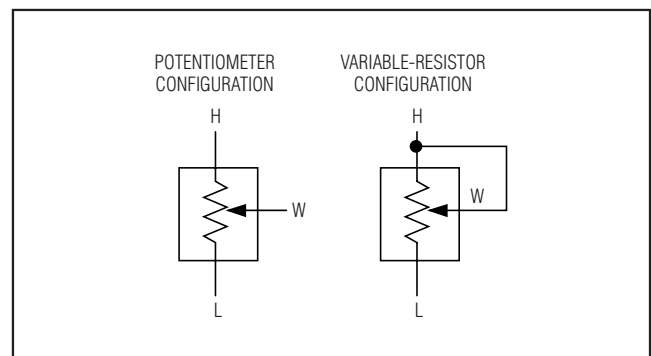 POTENTIOMETER
CONFIGURATION
H
W
L
VARIABLE-RESISTOR
CONFIGURATION
H
W
L